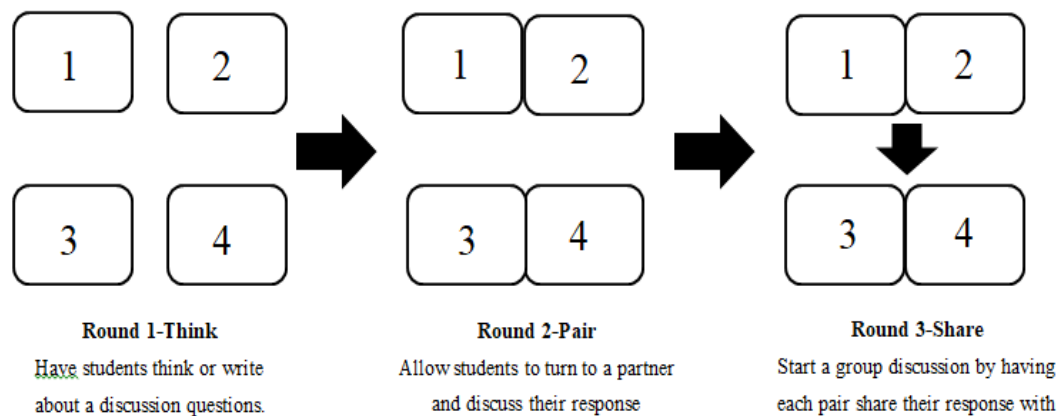 1 2
1 2
1 2
3 4
3 4
3 4
Round 1-Think
Have students think or write
about a discussion questions.
Round 2-Pair
Allow students to turn to a partner
and discuss their response
Round 3-Share
Start a group discussion by having
each pair share their response with